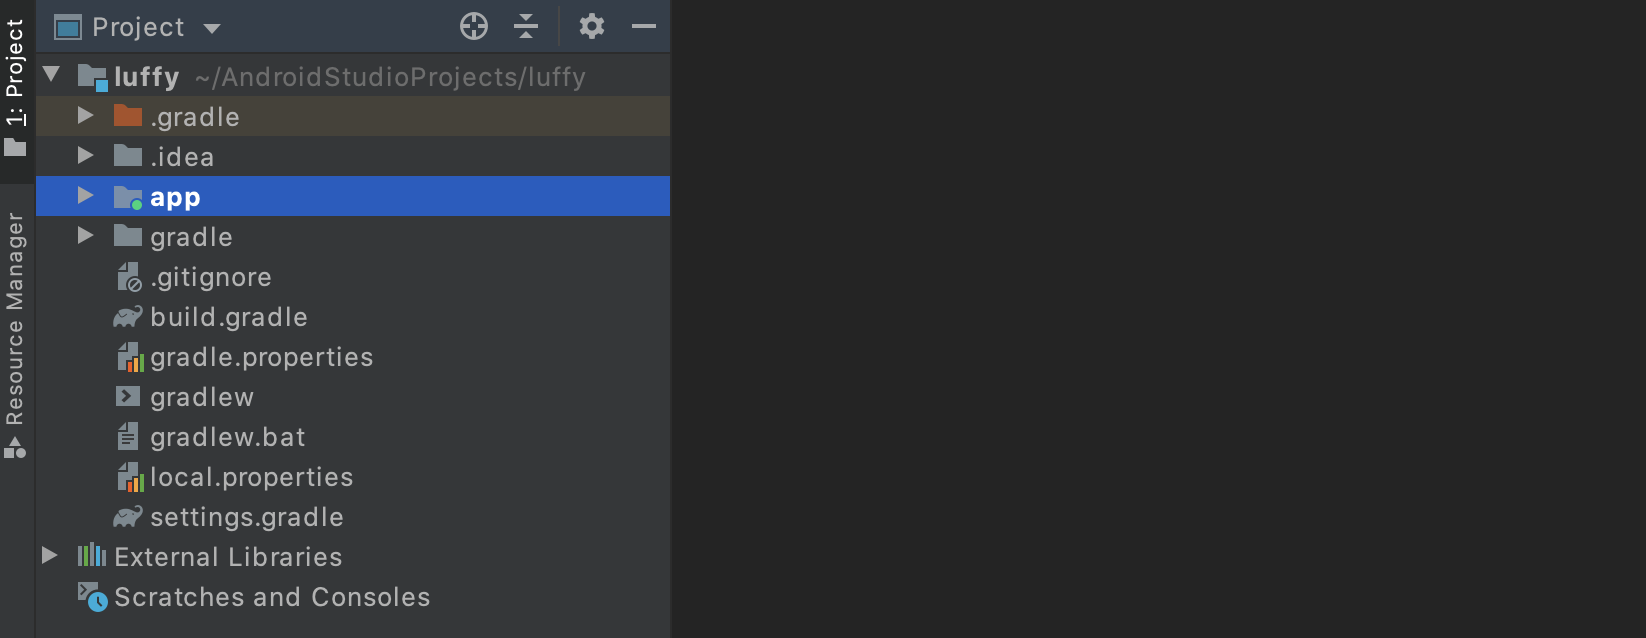 Project
1: Project
luffy ~/AndroidStudioProjects/luffy
.gradle
.idea
app
gradle
.gitignore
build.gradle
gradle.properties
gradlew
gradlew.bat
local.properties
settings.gradle
External Libraries
Scratches and Consoles
Resource Manager